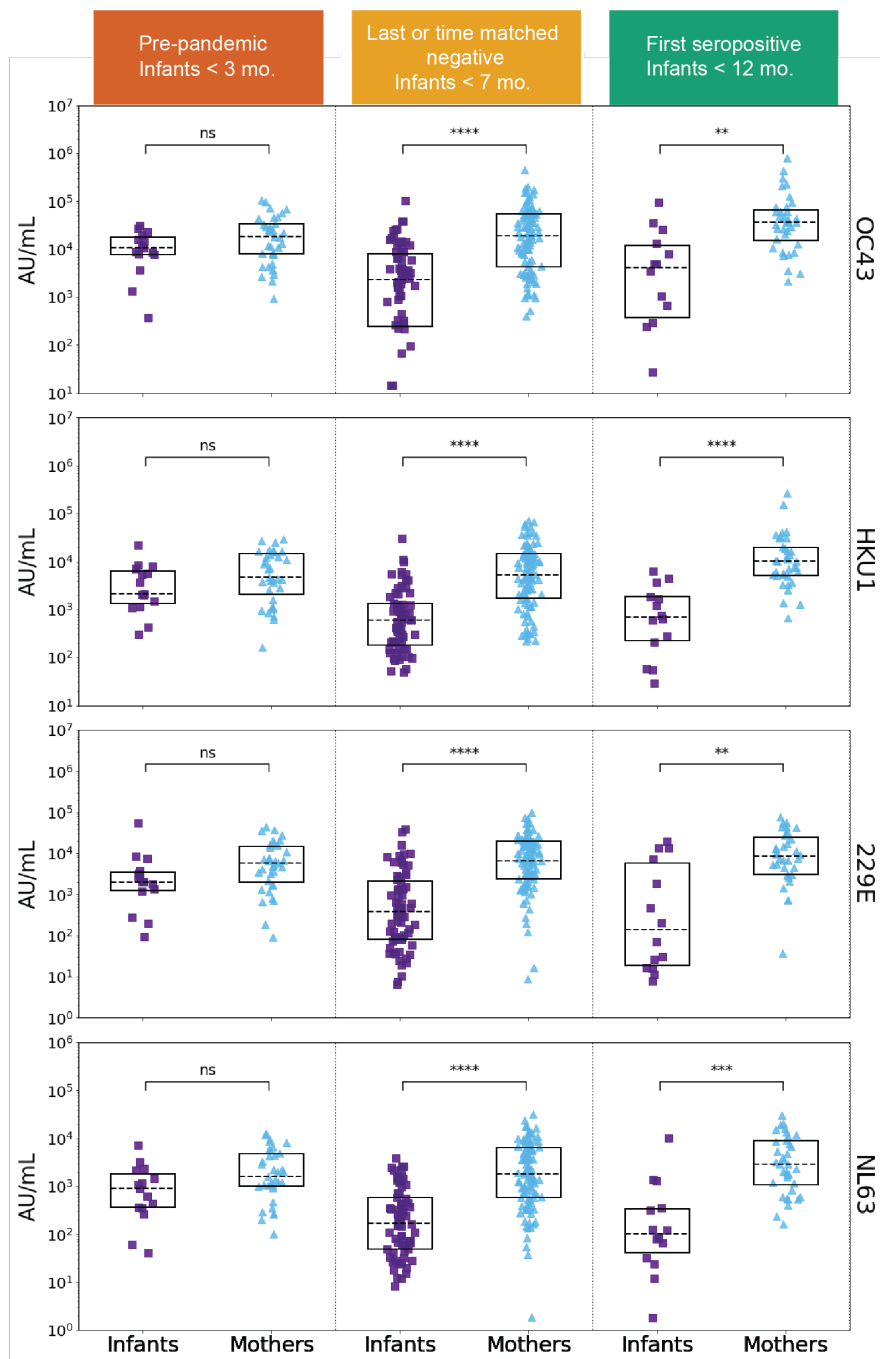 Pre-pandemic
Infants < 3 mo.
Last or time matched
negative
Infants < 7 mo.
First seropositive
Infants < 12 mo.
10⁷
10⁶
10⁵
10⁴
10³
10²
10¹
AU/mL
ns
****
**
OC43
10⁷
10⁶
10⁵
10⁴
10³
10²
10¹
AU/mL
ns
****
****
HKU1
10⁷
10⁶
10⁵
10⁴
10³
10²
10¹
10⁰
AU/mL
ns
****
**
229E
10⁶
10⁵
10⁴
10³
10²
10¹
10⁰
AU/mL
ns
****
***
NL63
Infants Mothers Infants Mothers Infants Mothers